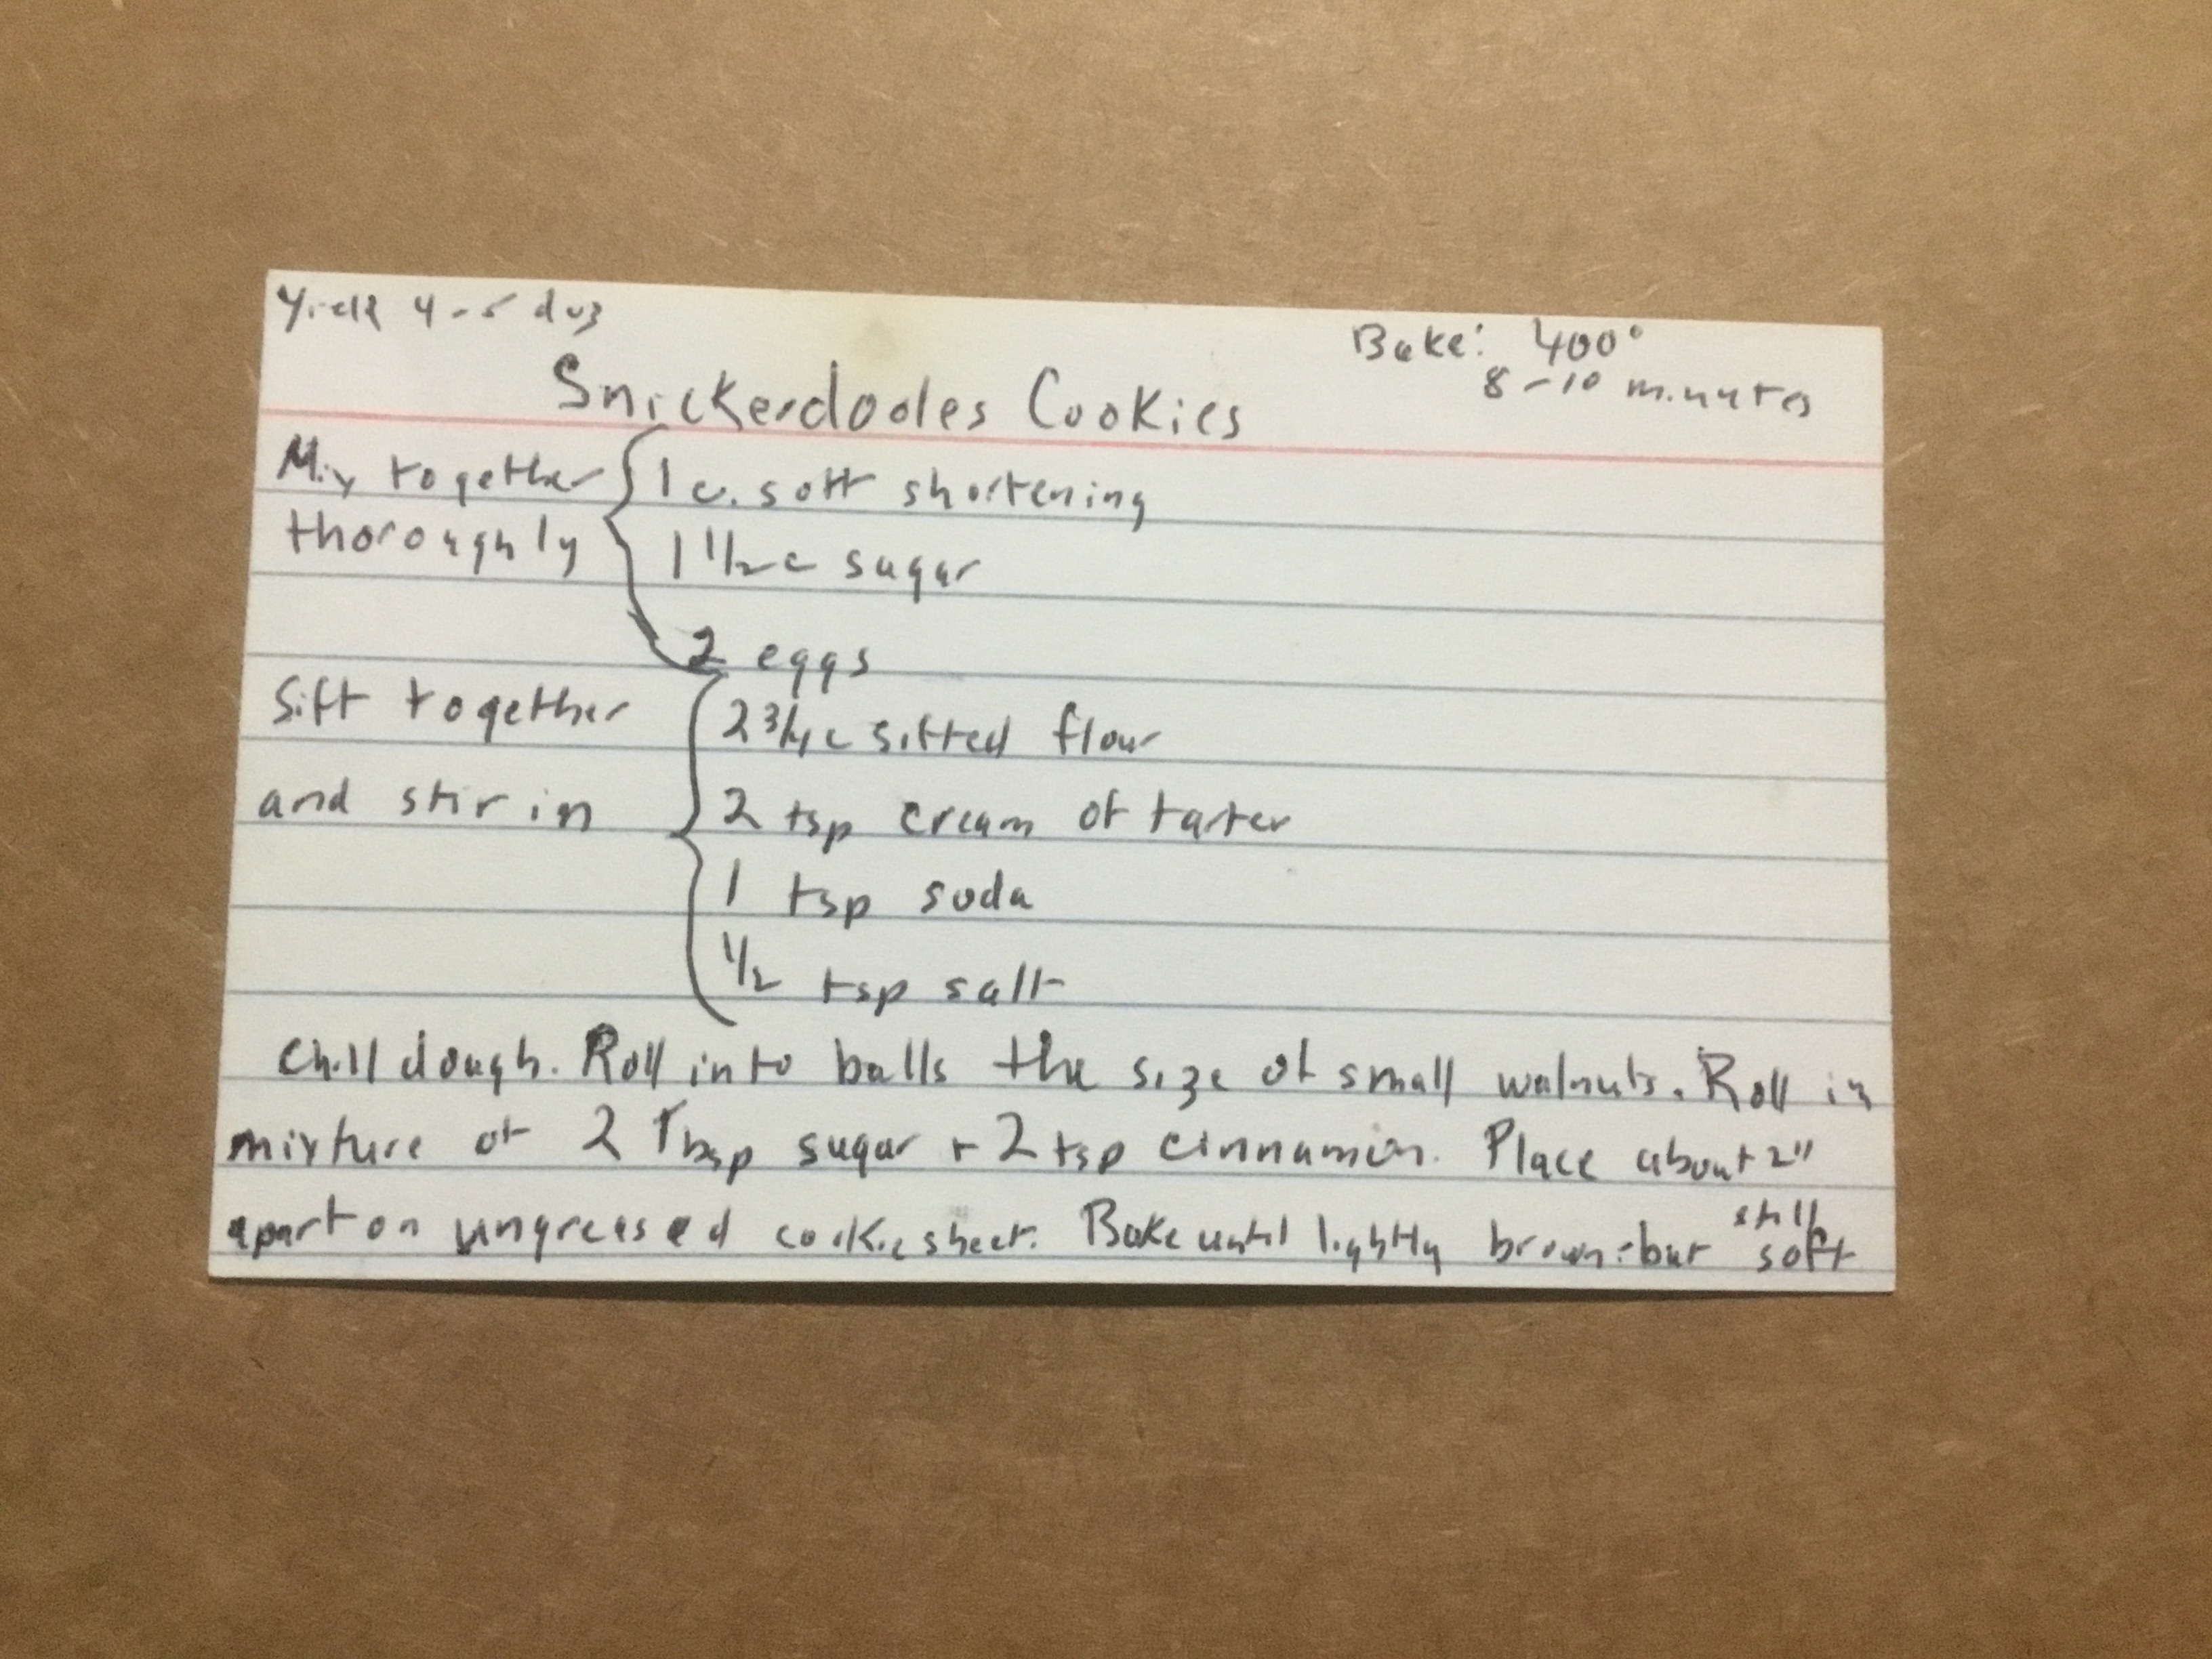 Yield 4-5 doz
Bake: 400°
8-10 minutes
Snickerdooles Cookies
Mix together
thoroughly
1 c. soft shortening
1 1/2 c sugar
2 eggs
Sift together
and stir in
2 3/4 c sifted flour
2 tsp cream of tarter
1 tsp soda
1/2 tsp salt
Chill dough. Roll into balls the size of small walnuts. Roll in
mixture of 2 Tbsp sugar + 2 tsp cinnamon. Place about 2"
apart on ungreased cookie sheet. Bake until lightly brown - but still soft